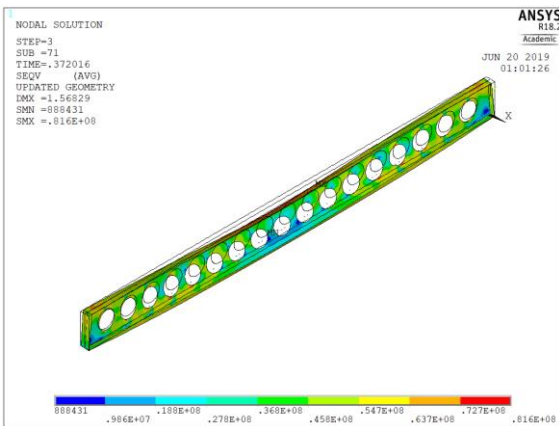 1
NODAL SOLUTION
STEP=3
SUB =71
TIME=.372016
SEQV (AVG)
UPDATED GEOMETRY
DMX =1.56829
SMN =888431
SMX =.816E+08
ANSYS
R18.2
Academic
JUN 20 2019
01:01:26
X
888431 .188E+08 .368E+08 .547E+08 .727E+08
.986E+07 .278E+08 .458E+08 .637E+08 .816E+08